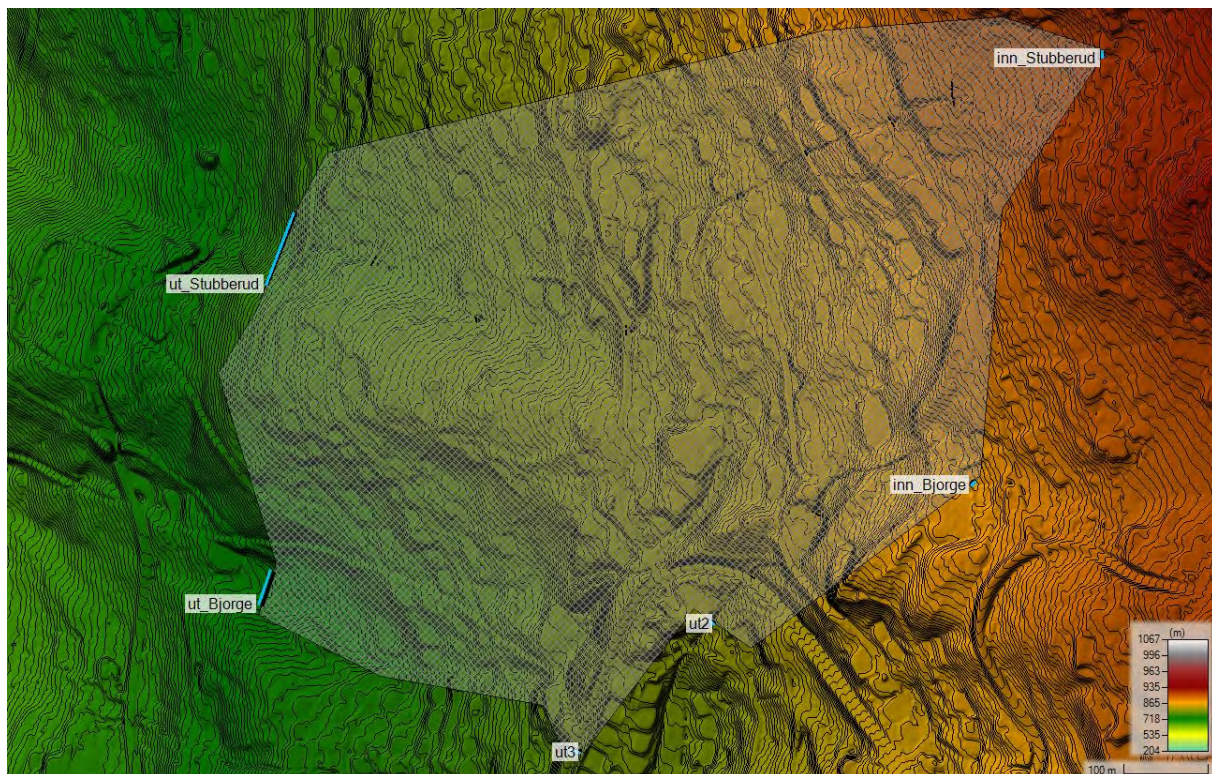 inn_Stubberud
ut_Stubberud
inn_Bjorge
ut_Bjorge
ut2
ut3
(m)
1067
996
963
935
865
718
535
204
100 m